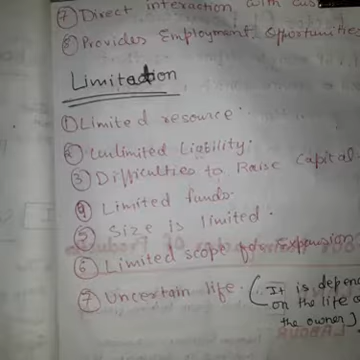 ⑦ Direct interaction with cus
⑧ Provides Employment Opportunities
Limitation
① Limited resource.
② Unlimited Liability.
③ Difficulties to Raise Capital.
④ Limited funds.
⑤ Size is limited.
⑥ Limited scope for Expansion
⑦ Uncertain life. (It is depend
on the life o
the owner)